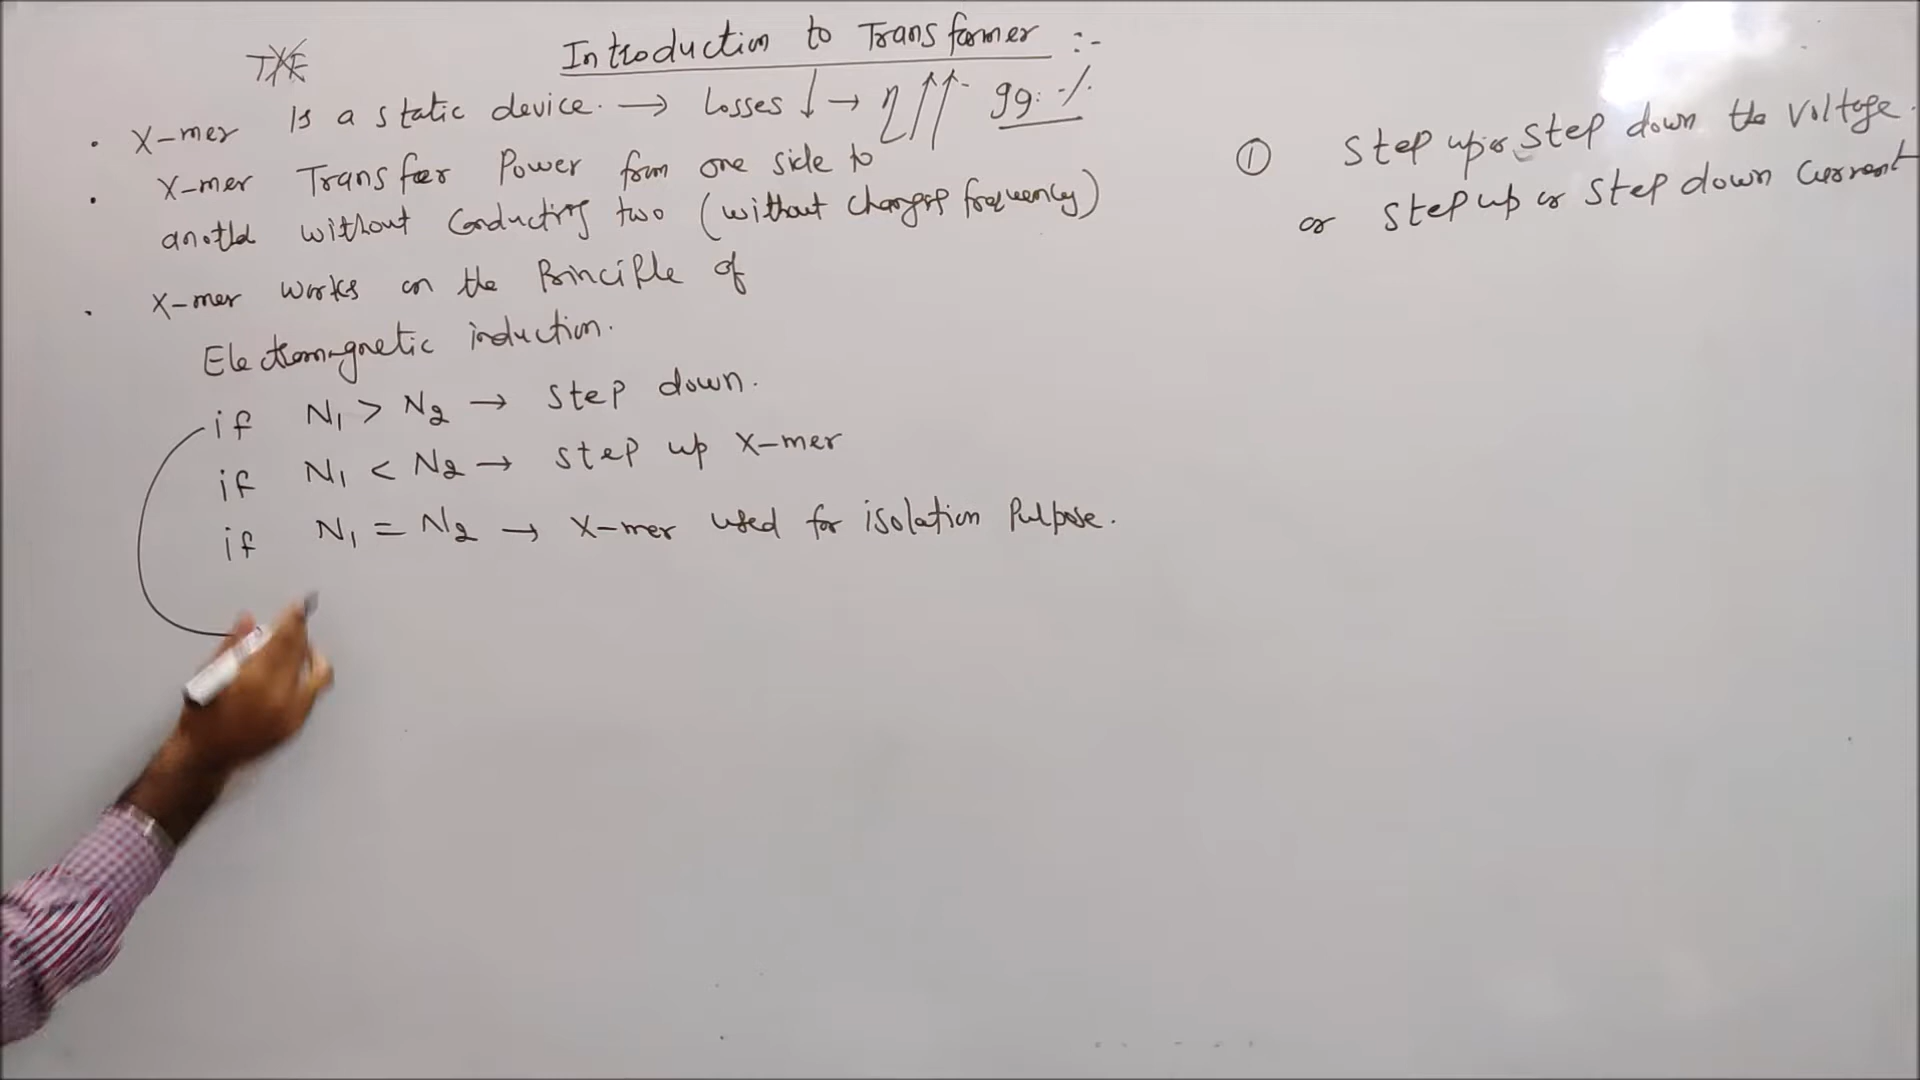 Introduction to Transformer :-
• X-mer is a static device. → Losses ↓ → η↑↑ 99.%
• X-mer Transfer Power from one side to
anoth without Conducting two (without changing frequency)
• X-mer works on the Principle of
Electromagnetic induction.
if N₁ > N₂ → Step down.
if N₁ < N₂ → Step up X-mer
if N₁ = N₂ → X-mer used for isolation Purpose.
① Step up or Step down the Voltage.
or Step up or Step down Current